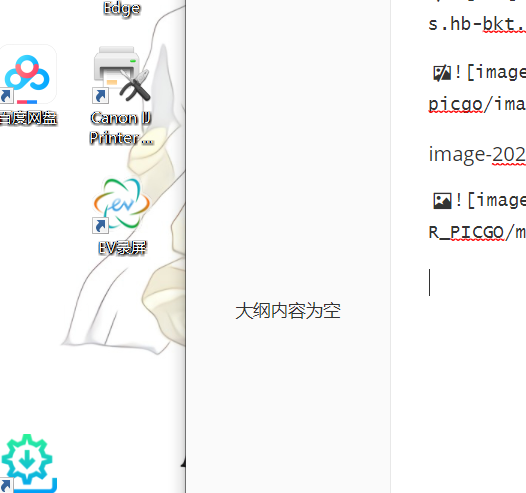 Edge
百度网盘
Canon IJ
Printer ...
EV录屏
大纲内容为空
s.hb-bkt.
![image
picgo/ima
image-202
![image
R_PICGO/m